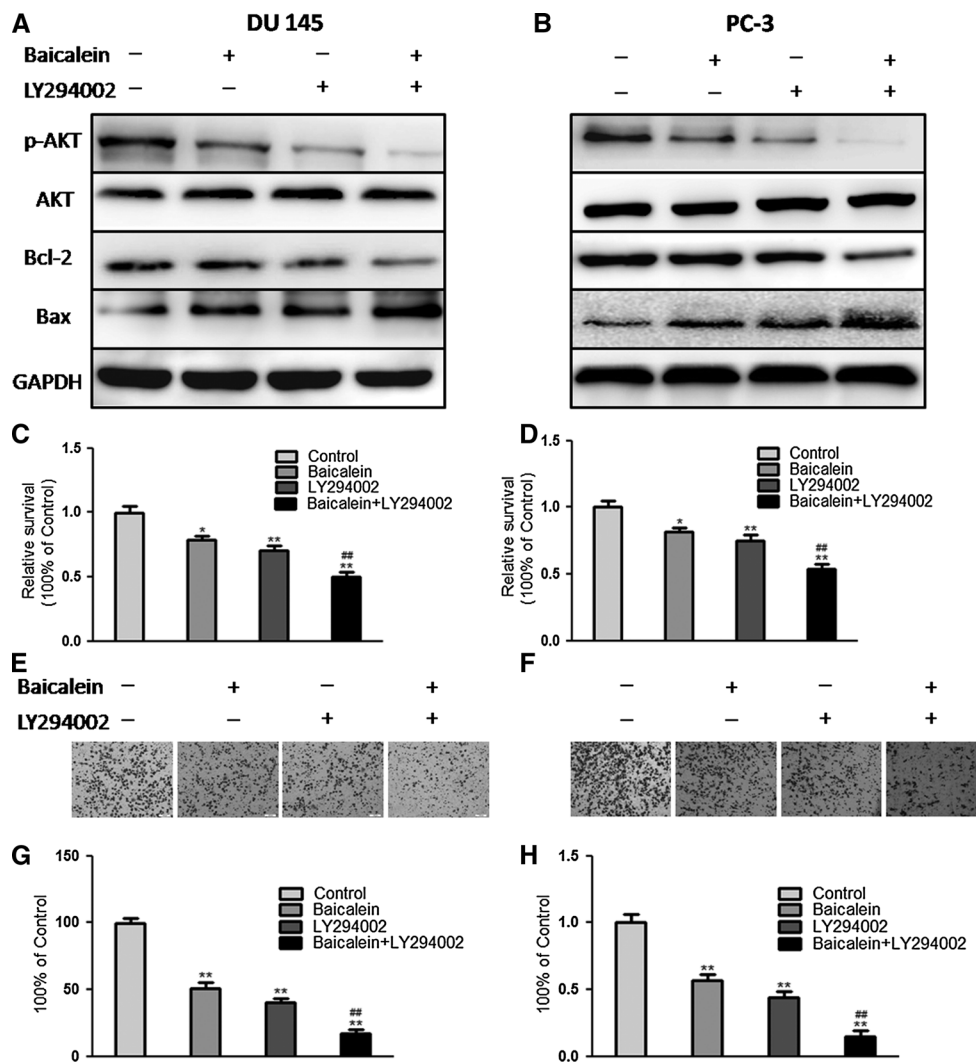 A DU 145
Baicalein − + − +
LY294002 − − + +
p-AKT
AKT
Bcl-2
Bax
GAPDH
B PC-3
− + − +
− − + +
C
Relative survival
(100% of Control)
1.5
1.0
0.5
0.0
Control
Baicalein
LY294002
Baicalein+LY294002
*
**
##
**
D
Relative survival
(100% of Control)
1.5
1.0
0.5
0.0
Control
Baicalein
LY294002
Baicalein+LY294002
*
**
##
**
E
Baicalein − + − +
LY294002 − − + +
F
− + − +
− − + +
G
100% of Control
150
100
50
0
Control
Baicalein
LY294002
Baicalein+LY294002
**
**
##
**
H
100% of Control
1.5
1.0
0.5
0.0
Control
Baicalein
LY294002
Baicalein+LY294002
**
**
##
**